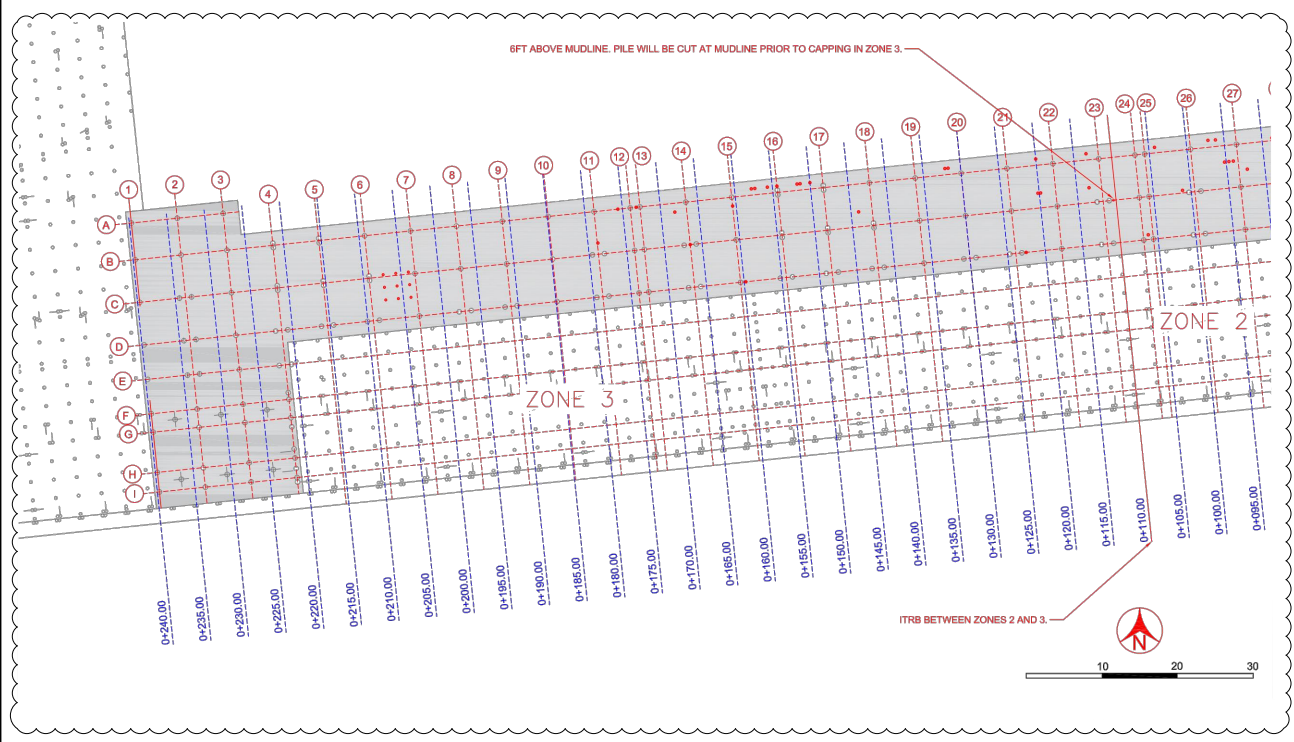 6FT ABOVE MUDLINE. PILE WILL BE CUT AT MUDLINE PRIOR TO CAPPING IN ZONE 3.
1 2 3 4 5 6 7 8 9 10 11 12 13 14 15 16 17 18 19 20 21 22 23 24 25 26 27
A
B
C
D
E
F
G
H
I
ZONE 2
ZONE 3
0+240.00 0+235.00 0+230.00 0+225.00 0+220.00 0+215.00 0+210.00 0+205.00 0+200.00 0+195.00 0+190.00 0+185.00 0+180.00 0+175.00 0+170.00 0+165.00 0+160.00 0+155.00 0+150.00 0+145.00 0+140.00 0+135.00 0+130.00 0+125.00 0+120.00 0+115.00 0+110.00 0+105.00 0+100.00 0+095.00
ITRB BETWEEN ZONES 2 AND 3.
N
10 20 30